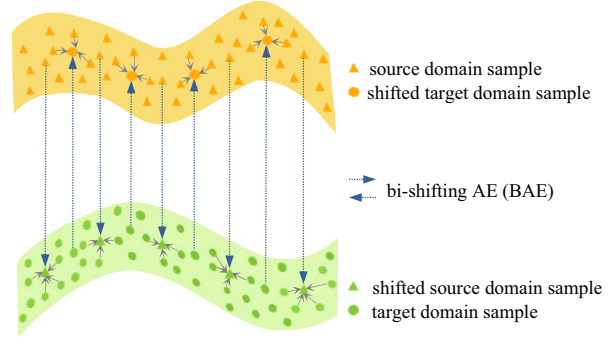 source domain sample
shifted target domain sample
bi-shifting AE (BAE)
shifted source domain sample
target domain sample